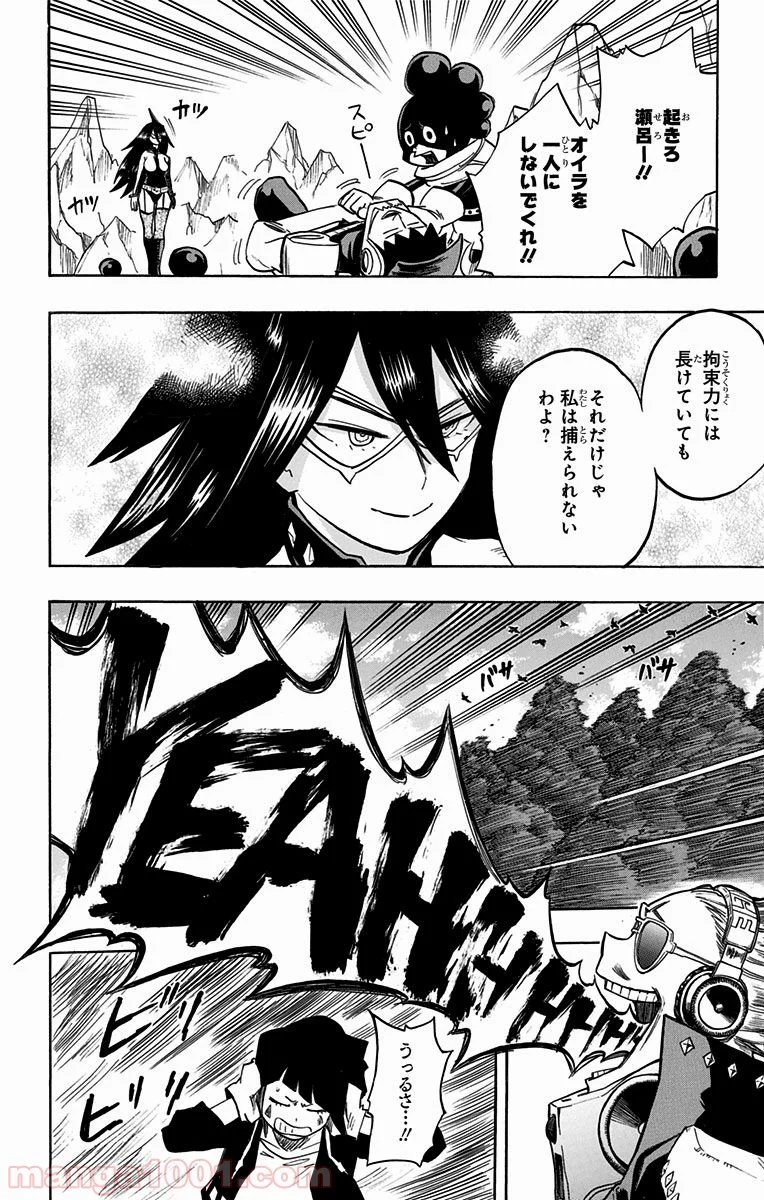 起きろ
瀬呂ー!!
オイラを
一人に
しないでくれ!!
スピー
カッ
カッ
拘束力には
長けていても
それだけじゃ
私は捕えられない
わよ?
バサ
バサ
YEAHHHHHHHH
うっるさ…!!
ビリ
ビリ
manga1001.com